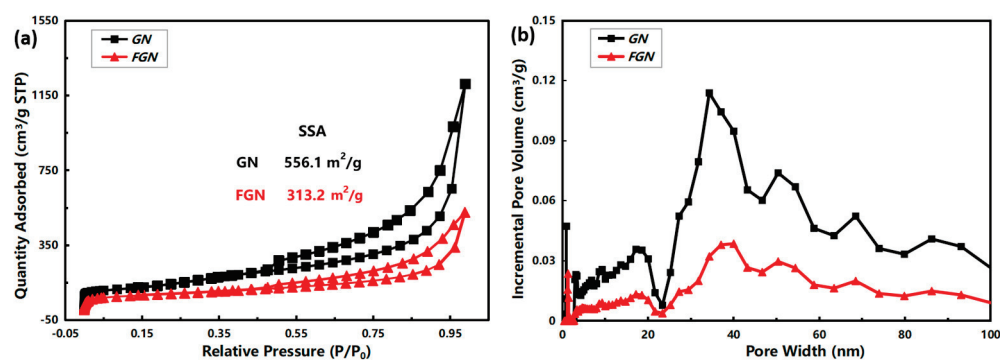 (a)
GN
FGN
Quantity Adsorbed (cm³/g STP)
1550
1150
750
350
-50
SSA
GN 556.1 m²/g
FGN 313.2 m²/g
-0.05 0.15 0.35 0.55 0.75 0.95
Relative Pressure (P/P₀)
(b)
GN
FGN
Incremental Pore Volume (cm³/g)
0.15
0.12
0.09
0.06
0.03
0
0 20 40 60 80 100
Pore Width (nm)